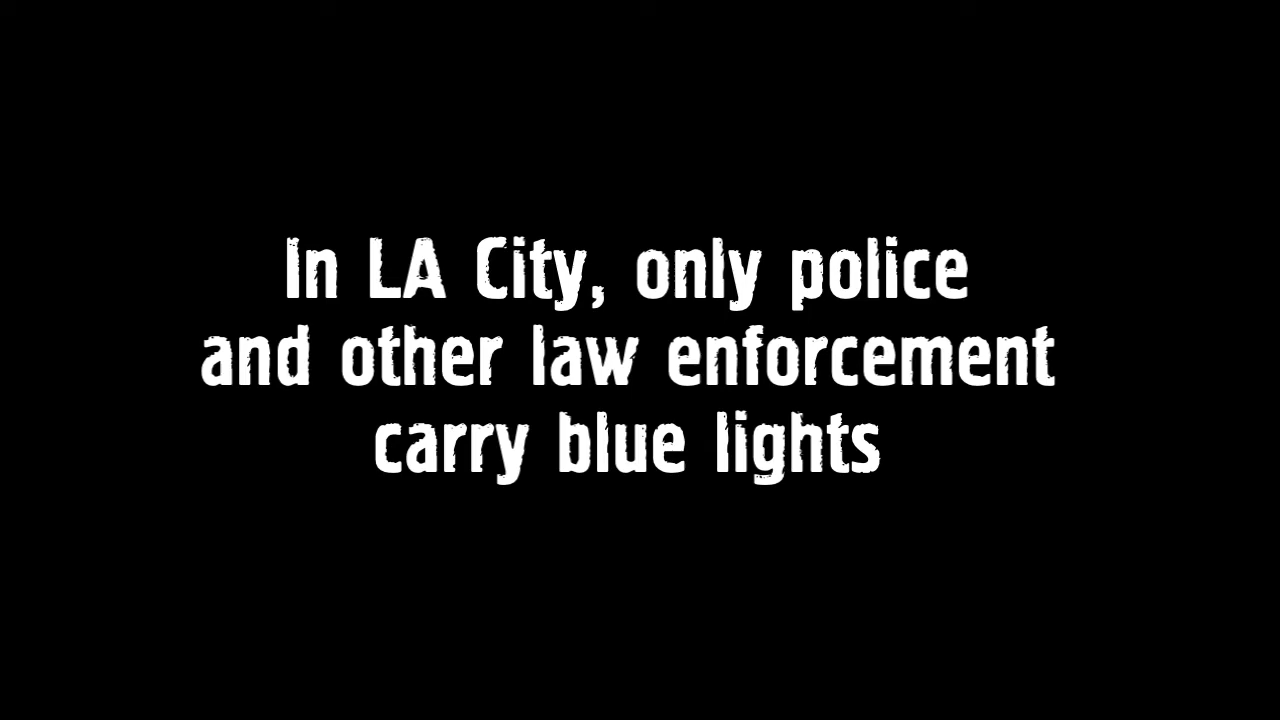 In LA City, only police
and other law enforcement
carry blue lights